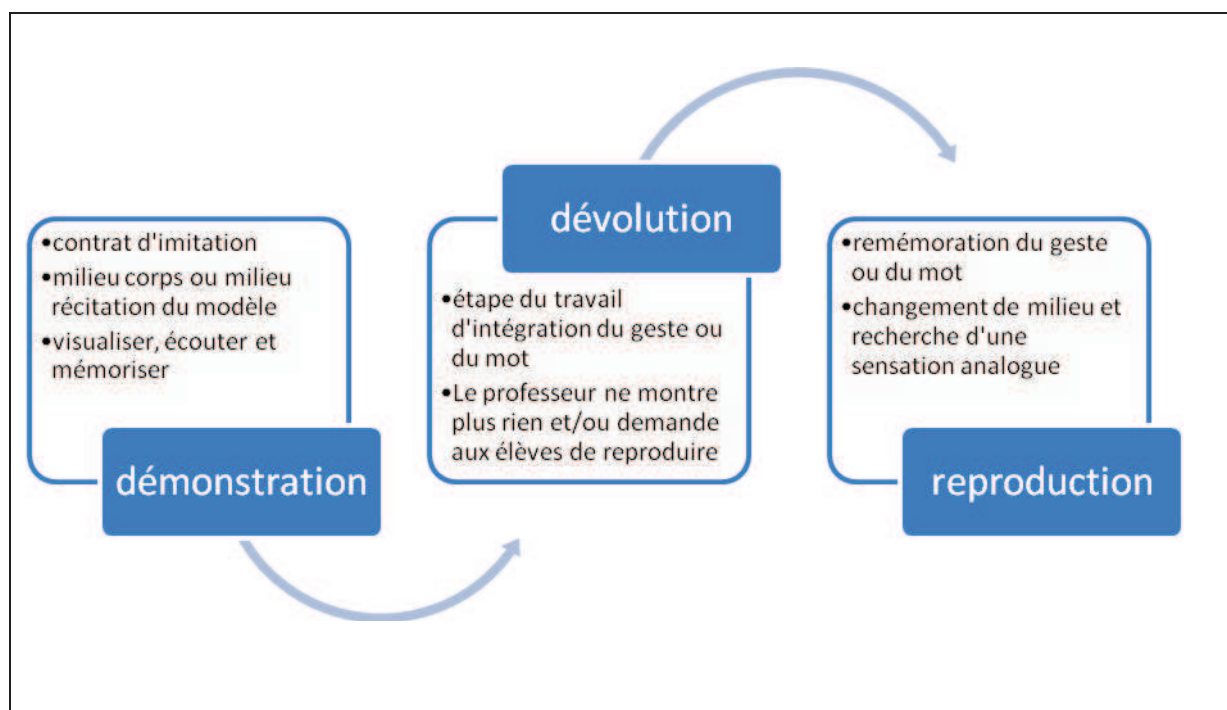 •contrat d'imitation
•milieu corps ou milieu
récitation du modèle
•visualiser, écouter et
mémoriser
démonstration
dévolution
•étape du travail
d'intégration du geste ou
du mot
•Le professeur ne montre
plus rien et/ou demande
aux élèves de reproduire
•remémoration du geste
ou du mot
•changement de milieu et
recherche d'une
sensation analogue
reproduction